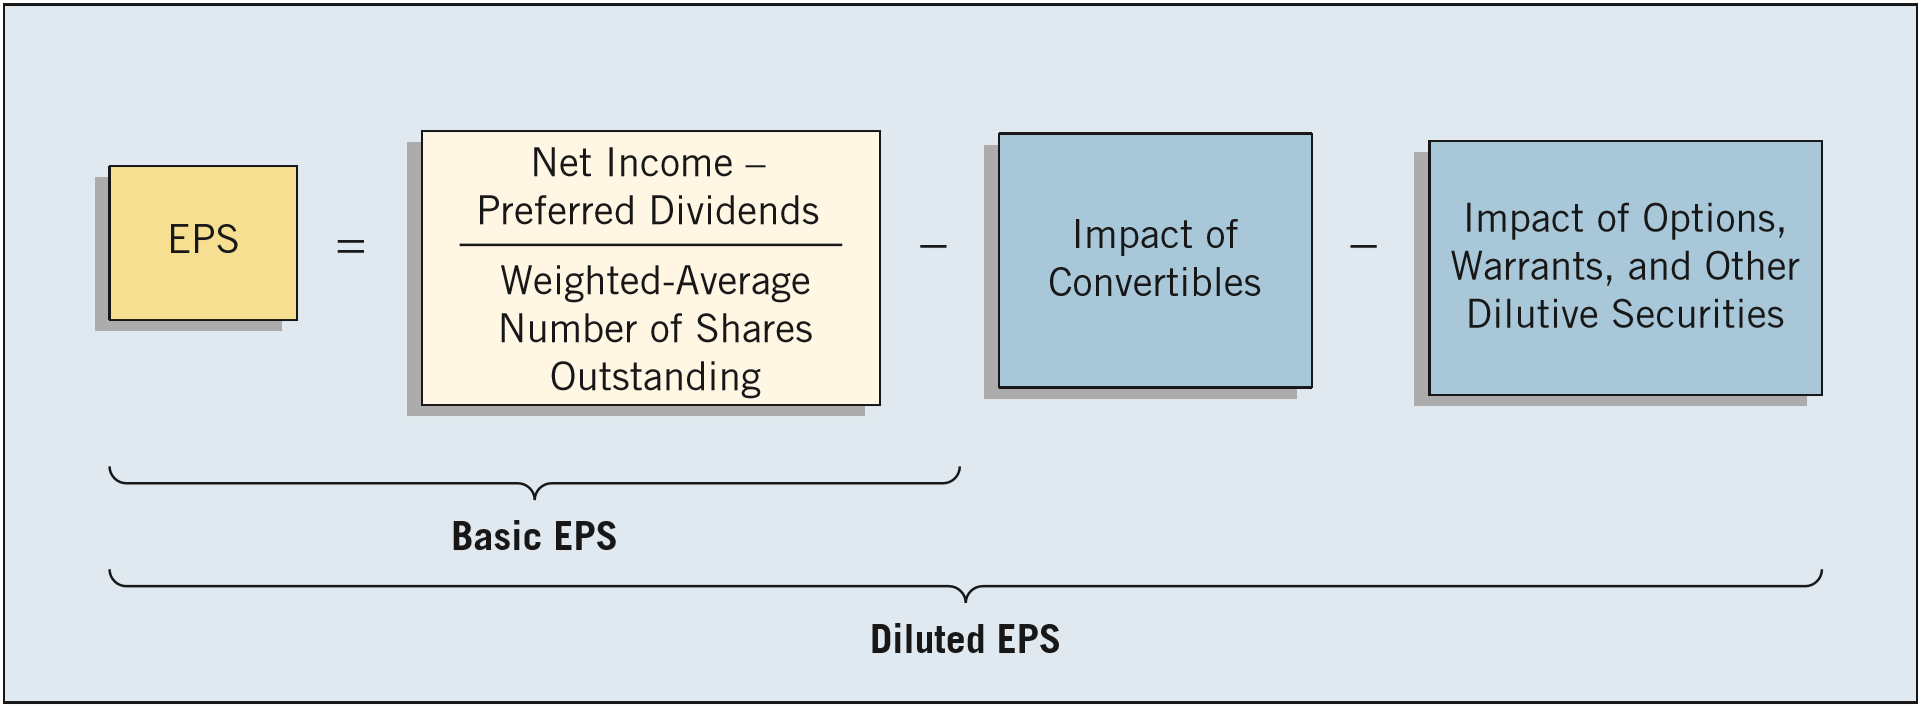 EPS
=
Net Income –
Preferred Dividends
Weighted-Average
Number of Shares
Outstanding
–
Impact of
Convertibles
–
Impact of Options,
Warrants, and Other
Dilutive Securities
Basic EPS
Diluted EPS